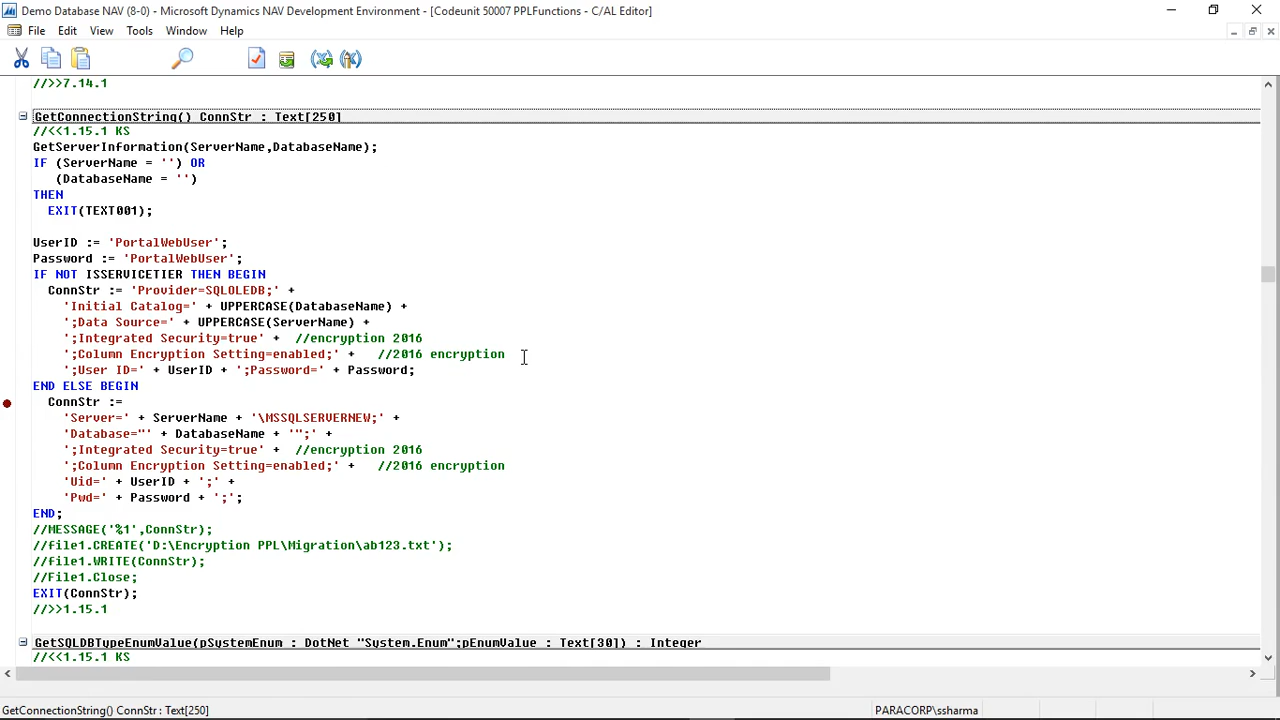 Demo Database NAV (8-0) - Microsoft Dynamics NAV Development Environment - [Codeunit 50007 PPLFunctions - C/AL Editor]
File Edit View Tools Window Help
//>>7.14.1
GetConnectionString() ConnStr : Text[250]
//<<1.15.1 KS
GetServerInformation(ServerName,DatabaseName);
IF (ServerName = '') OR
(DatabaseName = '')
THEN
EXIT(TEXT001);
UserID := 'PortalWebUser';
Password := 'PortalWebUser';
IF NOT ISSERVICETIER THEN BEGIN
ConnStr := 'Provider=SQLOLEDB;' +
'Initial Catalog=' + UPPERCASE(DatabaseName) +
';Data Source=' + UPPERCASE(ServerName) +
';Integrated Security=true' + //encryption 2016
';Column Encryption Setting=enabled;' + //2016 encryption
';User ID=' + UserID + ';Password=' + Password;
END ELSE BEGIN
ConnStr :=
'Server=' + ServerName + '\MSSQLSERVERNEW;' +
'Database="' + DatabaseName + '";' +
';Integrated Security=true' + //encryption 2016
';Column Encryption Setting=enabled;' + //2016 encryption
'Uid=' + UserID + ';' +
'Pwd=' + Password + ';';
END;
//MESSAGE('%1',ConnStr);
//file1.CREATE('D:\Encryption PPL\Migration\ab123.txt');
//file1.WRITE(ConnStr);
//File1.Close;
EXIT(ConnStr);
//>>1.15.1
GetSQLDBTypeEnumValue(pSystemEnum : DotNet "System.Enum";pEnumValue : Text[30]) : Integer
//<<1.15.1 KS
GetConnectionString() ConnStr : Text[250]
PARACORP\ssharma